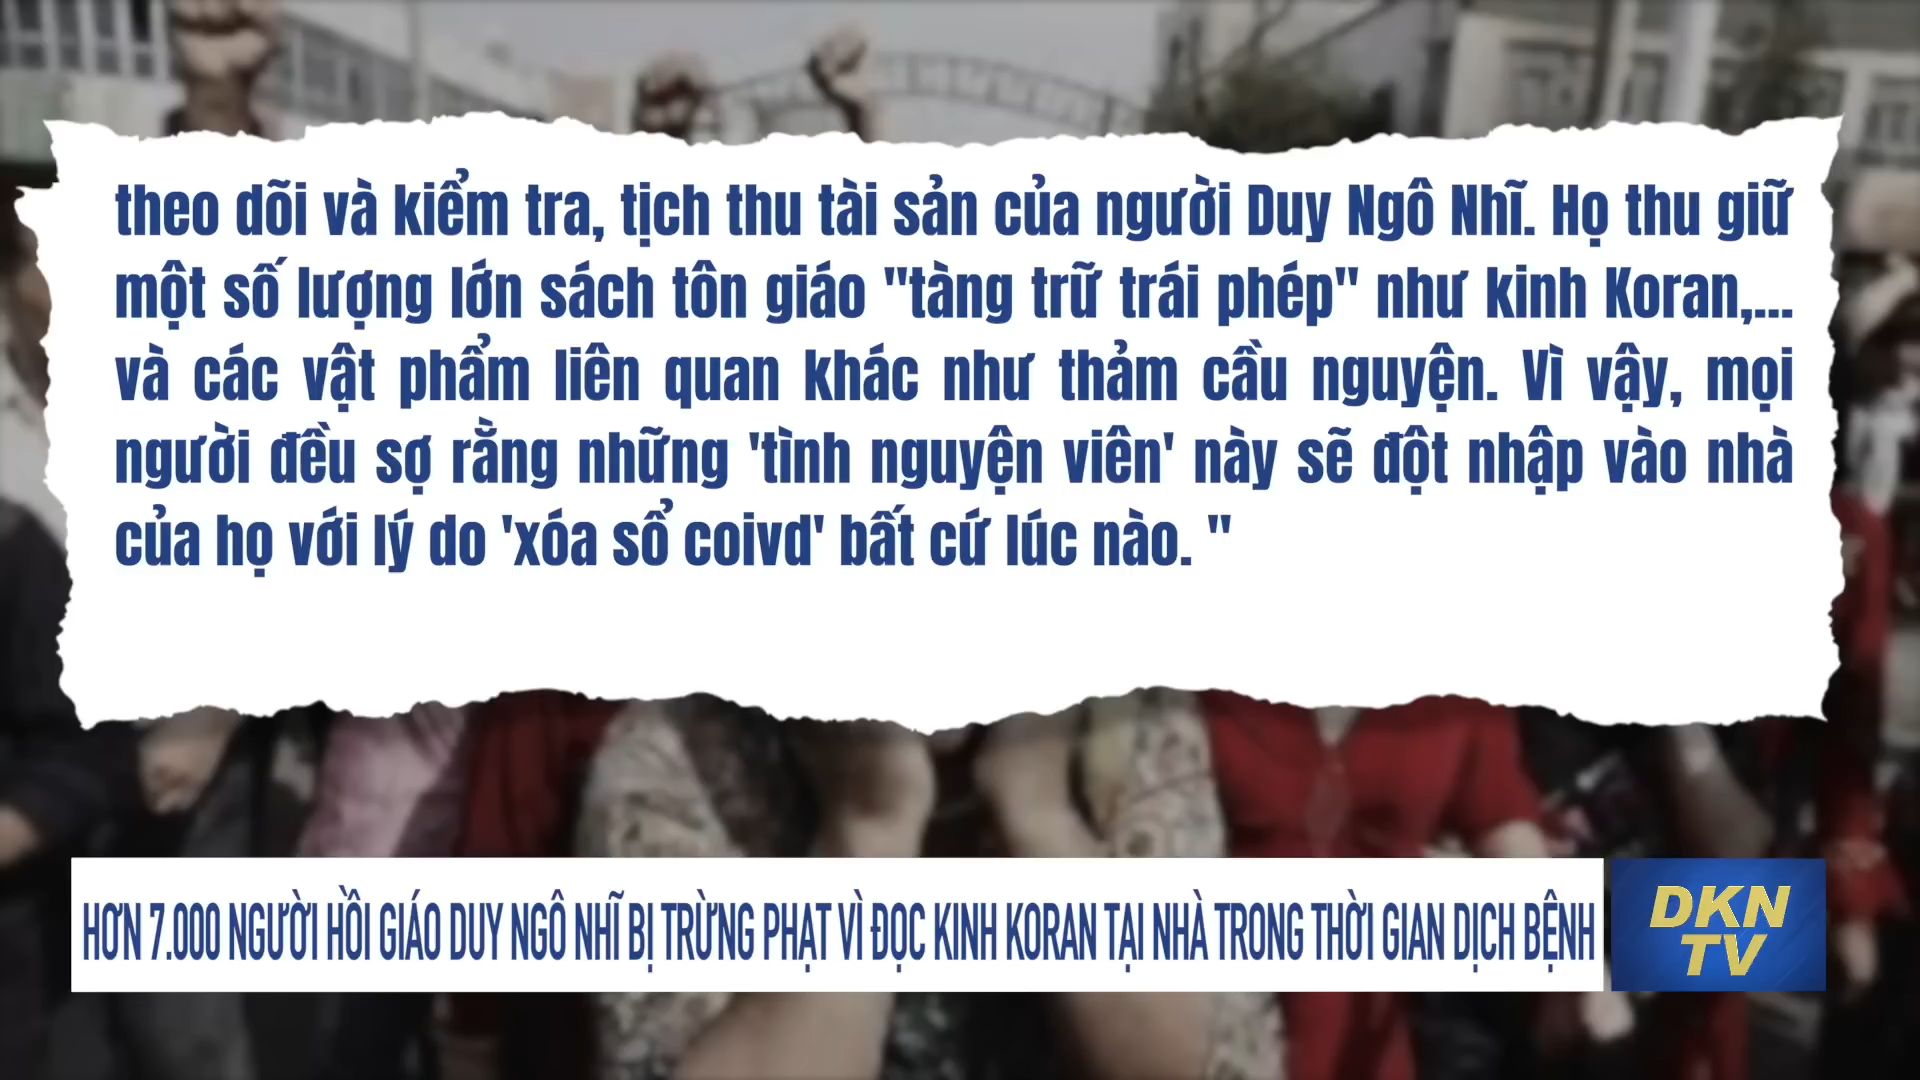 theo dõi và kiểm tra, tịch thu tài sản của người Duy Ngô Nhĩ. Họ thu giữ
một số lượng lớn sách tôn giáo "tàng trữ trái phép" như kinh Koran,...
và các vật phẩm liên quan khác như thảm cầu nguyện. Vì vậy, mọi
người đều sợ rằng những 'tình nguyện viên' này sẽ đột nhập vào nhà
của họ với lý do 'xóa sổ coivd' bất cứ lúc nào. "
HƠN 7.000 NGƯỜI HỒI GIÁO DUY NGÔ NHĨ BỊ TRỪNG PHẠT VÌ ĐỌC KINH KORAN TẠI NHÀ TRONG THỜI GIAN DỊCH BỆNH
DKN
TV